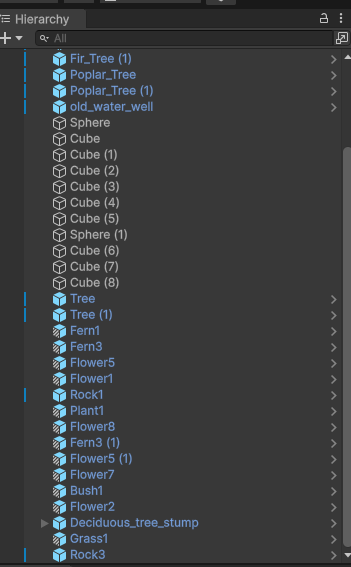 Hierarchy
All
Fir_Tree (1)
Poplar_Tree
Poplar_Tree (1)
old_water_well
Sphere
Cube
Cube (1)
Cube (2)
Cube (3)
Cube (4)
Cube (5)
Sphere (1)
Cube (6)
Cube (7)
Cube (8)
Tree
Tree (1)
Fern1
Fern3
Flower5
Flower1
Rock1
Plant1
Flower8
Fern3 (1)
Flower5 (1)
Flower7
Bush1
Flower2
Deciduous_tree_stump
Grass1
Rock3